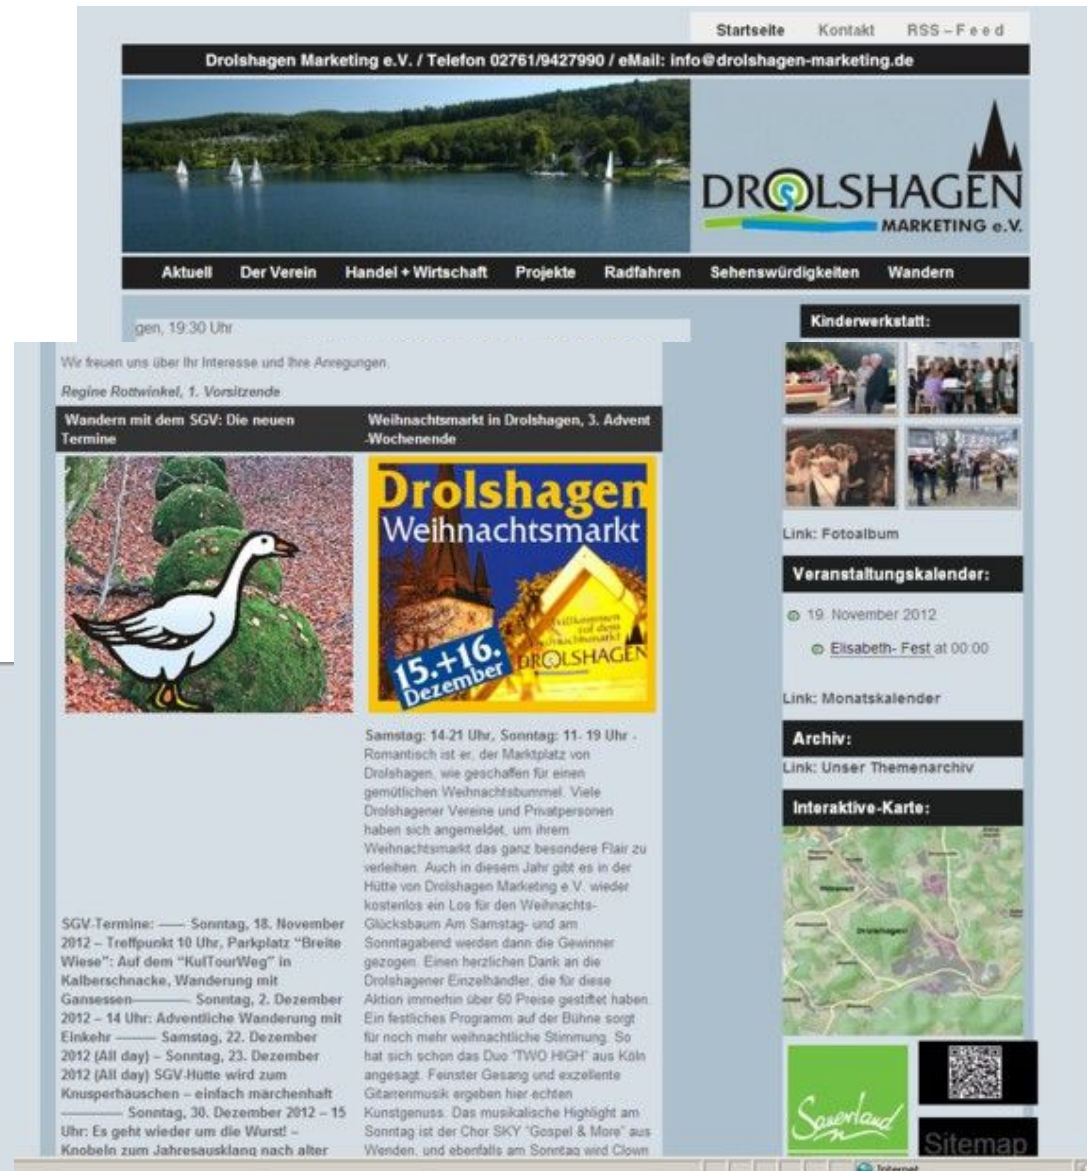 Startseite Kontakt RSS – F e e d
Drolshagen Marketing e.V. / Telefon 02761/9427990 / eMail: info@drolshagen-marketing.de
DROLSHAGEN
MARKETING e.V.
Aktuell Der Verein Handel + Wirtschaft Projekte Radfahren Sehenswürdigkeiten Wandern
gen, 19:30 Uhr
Wir freuen uns über Ihr Interesse und Ihre Anregungen.
Regine Rottwinkel, 1. Vorsitzende
Wandern mit dem SGV: Die neuen
Termine
SGV-Termine: —— Sonntag, 18. November
2012 – Treffpunkt 10 Uhr, Parkplatz “Breite
Wiese”: Auf dem “KulTourWeg” in
Kalberschnacke, Wanderung mit
Gansessen———— Sonntag, 2. Dezember
2012 – 14 Uhr: Adventliche Wanderung mit
Einkehr ——— Samstag, 22. Dezember
2012 (All day) – Sonntag, 23. Dezember
2012 (All day) SGV-Hütte wird zum
Knusperhäuschen – einfach märchenhaft
———— Sonntag, 30. Dezember 2012 – 15
Uhr: Es geht wieder um die Wurst! –
Knobeln zum Jahresausklang nach alter
Weihnachtsmarkt in Drolshagen, 3. Advent
-Wochenende
Drolshagen
Weihnachtsmarkt
Willkommen
auf dem
Weihnachtsmarkt
DROLSHAGEN
15.+16.
Dezember
Samstag: 14-21 Uhr, Sonntag: 11- 19 Uhr -
Romantisch ist er, der Marktplatz von
Drolshagen, wie geschaffen für einen
gemütlichen Weihnachtsbummel. Viele
Drolshagener Vereine und Privatpersonen
haben sich angemeldet, um ihrem
Weihnachtsmarkt das ganz besondere Flair zu
verleihen. Auch in diesem Jahr gibt es in der
Hütte von Drolshagen Marketing e.V. wieder
kostenlos ein Los für den Weihnachts-
Glücksbaum Am Samstag- und am
Sonntagabend werden dann die Gewinner
gezogen. Einen herzlichen Dank an die
Drolshagener Einzelhändler, die für diese
Aktion immerhin über 60 Preise gestiftet haben.
Ein festliches Programm auf der Bühne sorgt
für noch mehr weihnachtliche Stimmung. So
hat sich schon das Duo “TWO HIGH” aus Köln
angesagt. Feinster Gesang und exzellente
Gitarrenmusik ergeben hier echten
Kunstgenuss. Das musikalische Highlight am
Sonntag ist der Chor SKY “Gospel & More” aus
Wenden, und ebenfalls am Sonntag wird Clown
Kinderwerkstatt:
Link: Fotoalbum
Veranstaltungskalender:
19. November 2012
Elisabeth- Fest at 00:00
Link: Monatskalender
Archiv:
Link: Unser Themenarchiv
Interaktive-Karte:
Drolshagen
Sauerland
Sitemap
Internet